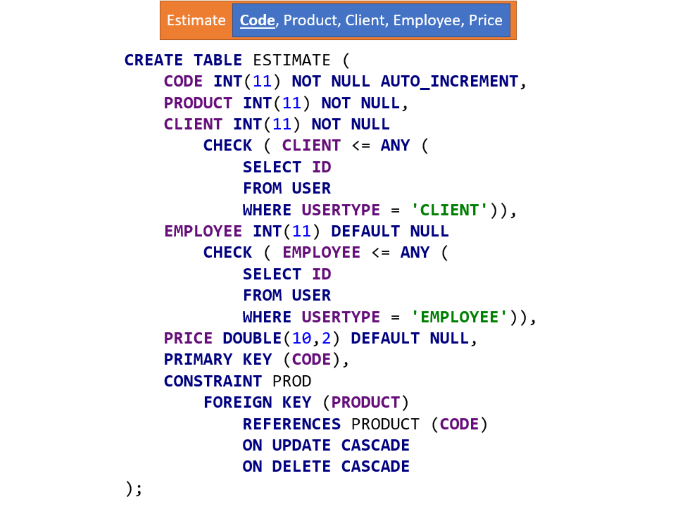 Estimate Code, Product, Client, Employee, Price
CREATE TABLE ESTIMATE (
CODE INT(11) NOT NULL AUTO_INCREMENT,
PRODUCT INT(11) NOT NULL,
CLIENT INT(11) NOT NULL
CHECK ( CLIENT <= ANY (
SELECT ID
FROM USER
WHERE USERTYPE = 'CLIENT')),
EMPLOYEE INT(11) DEFAULT NULL
CHECK ( EMPLOYEE <= ANY (
SELECT ID
FROM USER
WHERE USERTYPE = 'EMPLOYEE')),
PRICE DOUBLE(10,2) DEFAULT NULL,
PRIMARY KEY (CODE),
CONSTRAINT PROD
FOREIGN KEY (PRODUCT)
REFERENCES PRODUCT (CODE)
ON UPDATE CASCADE
ON DELETE CASCADE
);